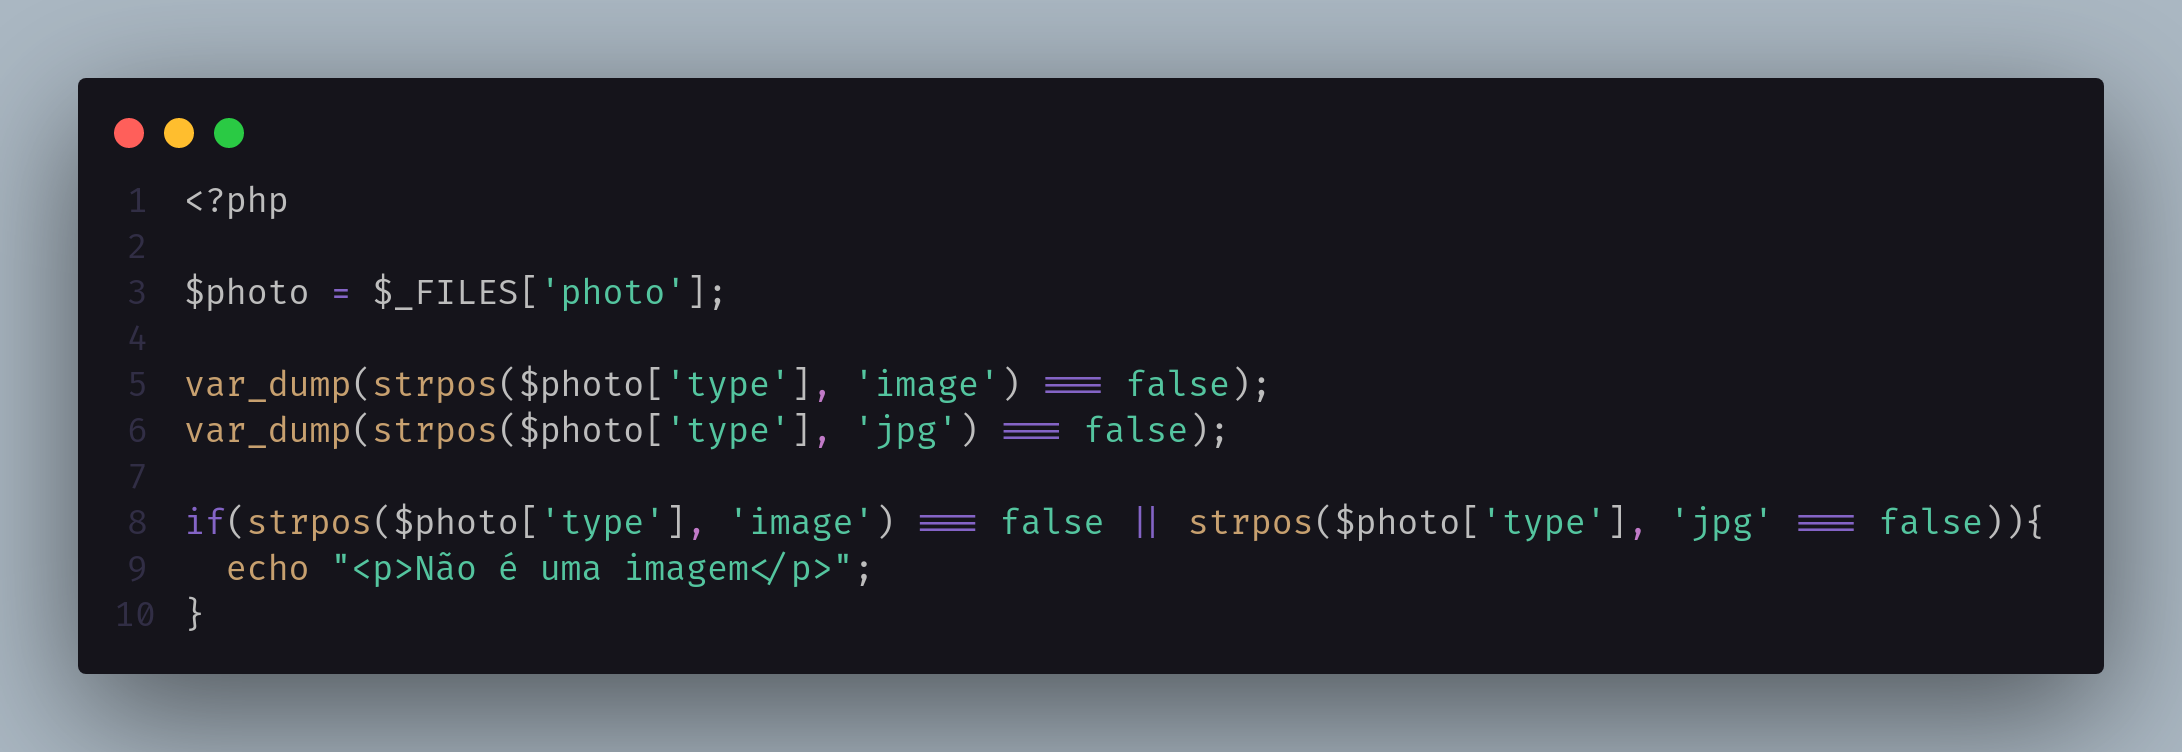 1 <?php
2
3 $photo = $_FILES['photo'];
4
5 var_dump(strpos($photo['type'], 'image') === false);
6 var_dump(strpos($photo['type'], 'jpg') === false);
7
8 if(strpos($photo['type'], 'image') === false || strpos($photo['type'], 'jpg' === false)){
9   echo "<p>Não é uma imagem</p>";
10 }